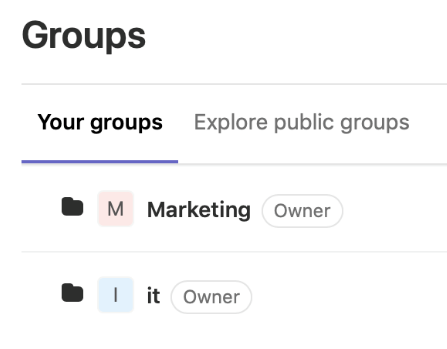 Groups
Your groups Explore public groups
M Marketing Owner
I it Owner